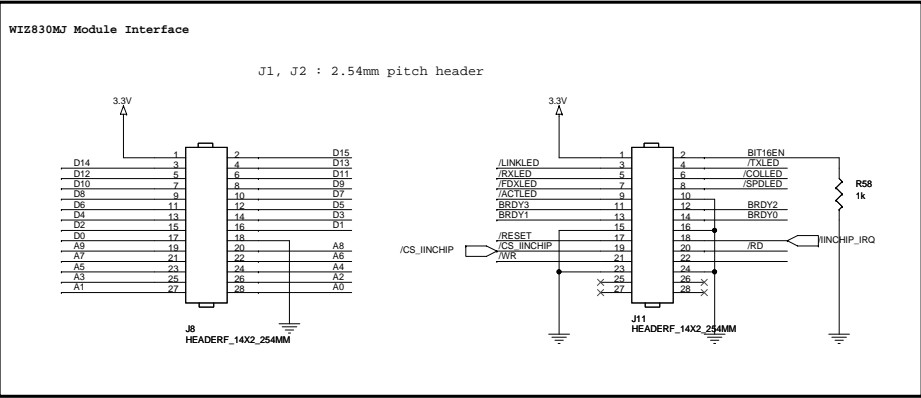 WIZ830MJ Module Interface
J1, J2 : 2.54mm pitch header
3.3V
3.3V
1 2 D15
D14 3 4 D13
D12 5 6 D11
D10 7 8 D9
D8 9 10 D7
D6 11 12 D5
D4 13 14 D3
D2 15 16 D1
D0 17 18
A9 19 20 A8
A7 21 22 A6
A5 23 24 A4
A3 25 26 A2
A1 27 28 A0
J8
HEADERF_14X2_254MM
1 2 BIT16EN
/LINKLED 3 4 /TXLED
/RXLED 5 6 /COLLED
/FDXLED 7 8 /SPDLED
/ACTLED 9 10
BRDY3 11 12 BRDY2
BRDY1 13 14 BRDY0
15 16
/RESET 17 18 /IINCHIP_IRQ
/CS_IINCHIP /CS_IINCHIP 19 20 /RD
/WR 21 22
23 24
25 26
27 28
J11
HEADERF_14X2_254MM
R58
1k